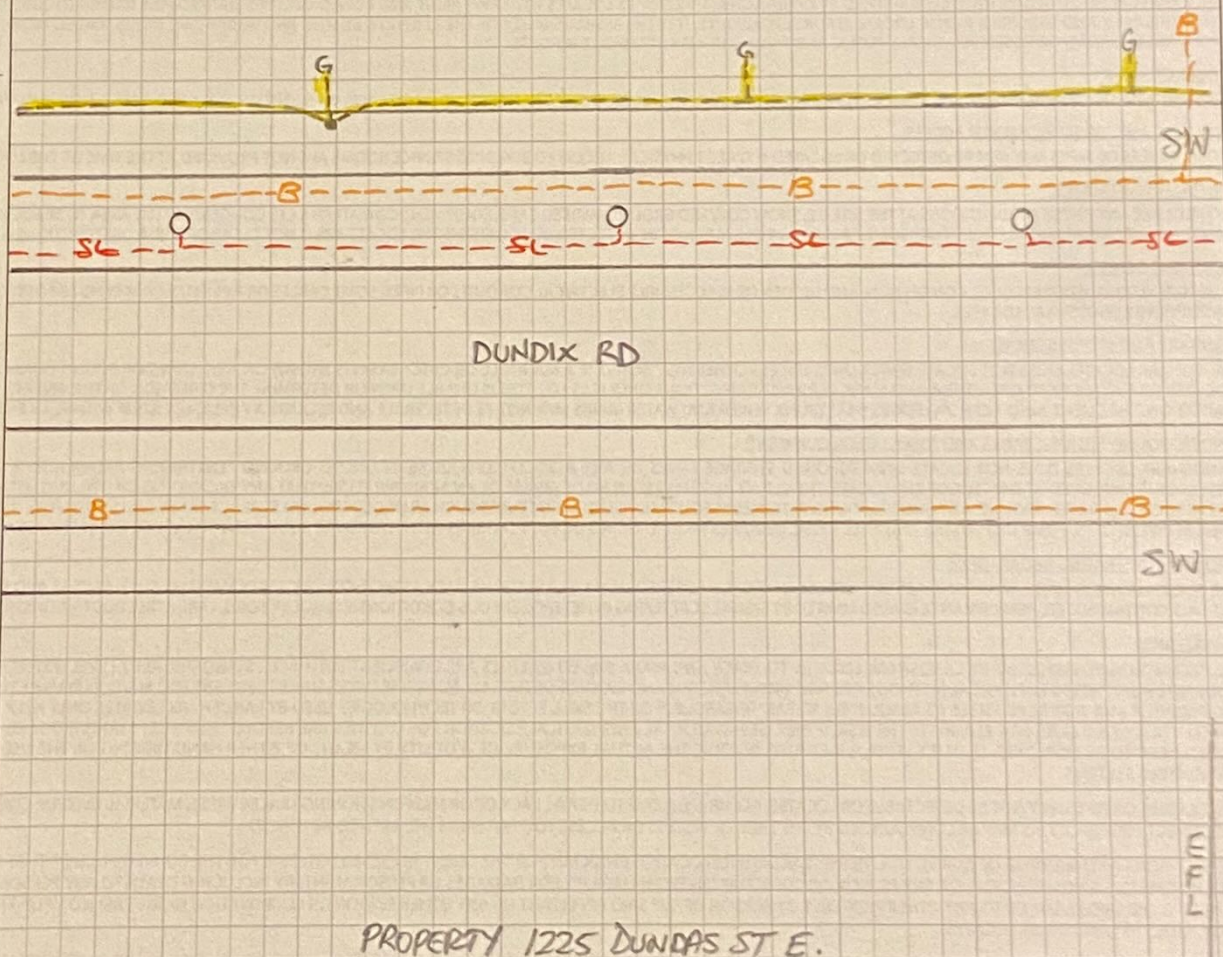 B
G G G
SW
B B
SL SL SL SL
DUNDIX RD
B B B
SW
EFL
PROPERTY 1225 DUNDAS ST E.